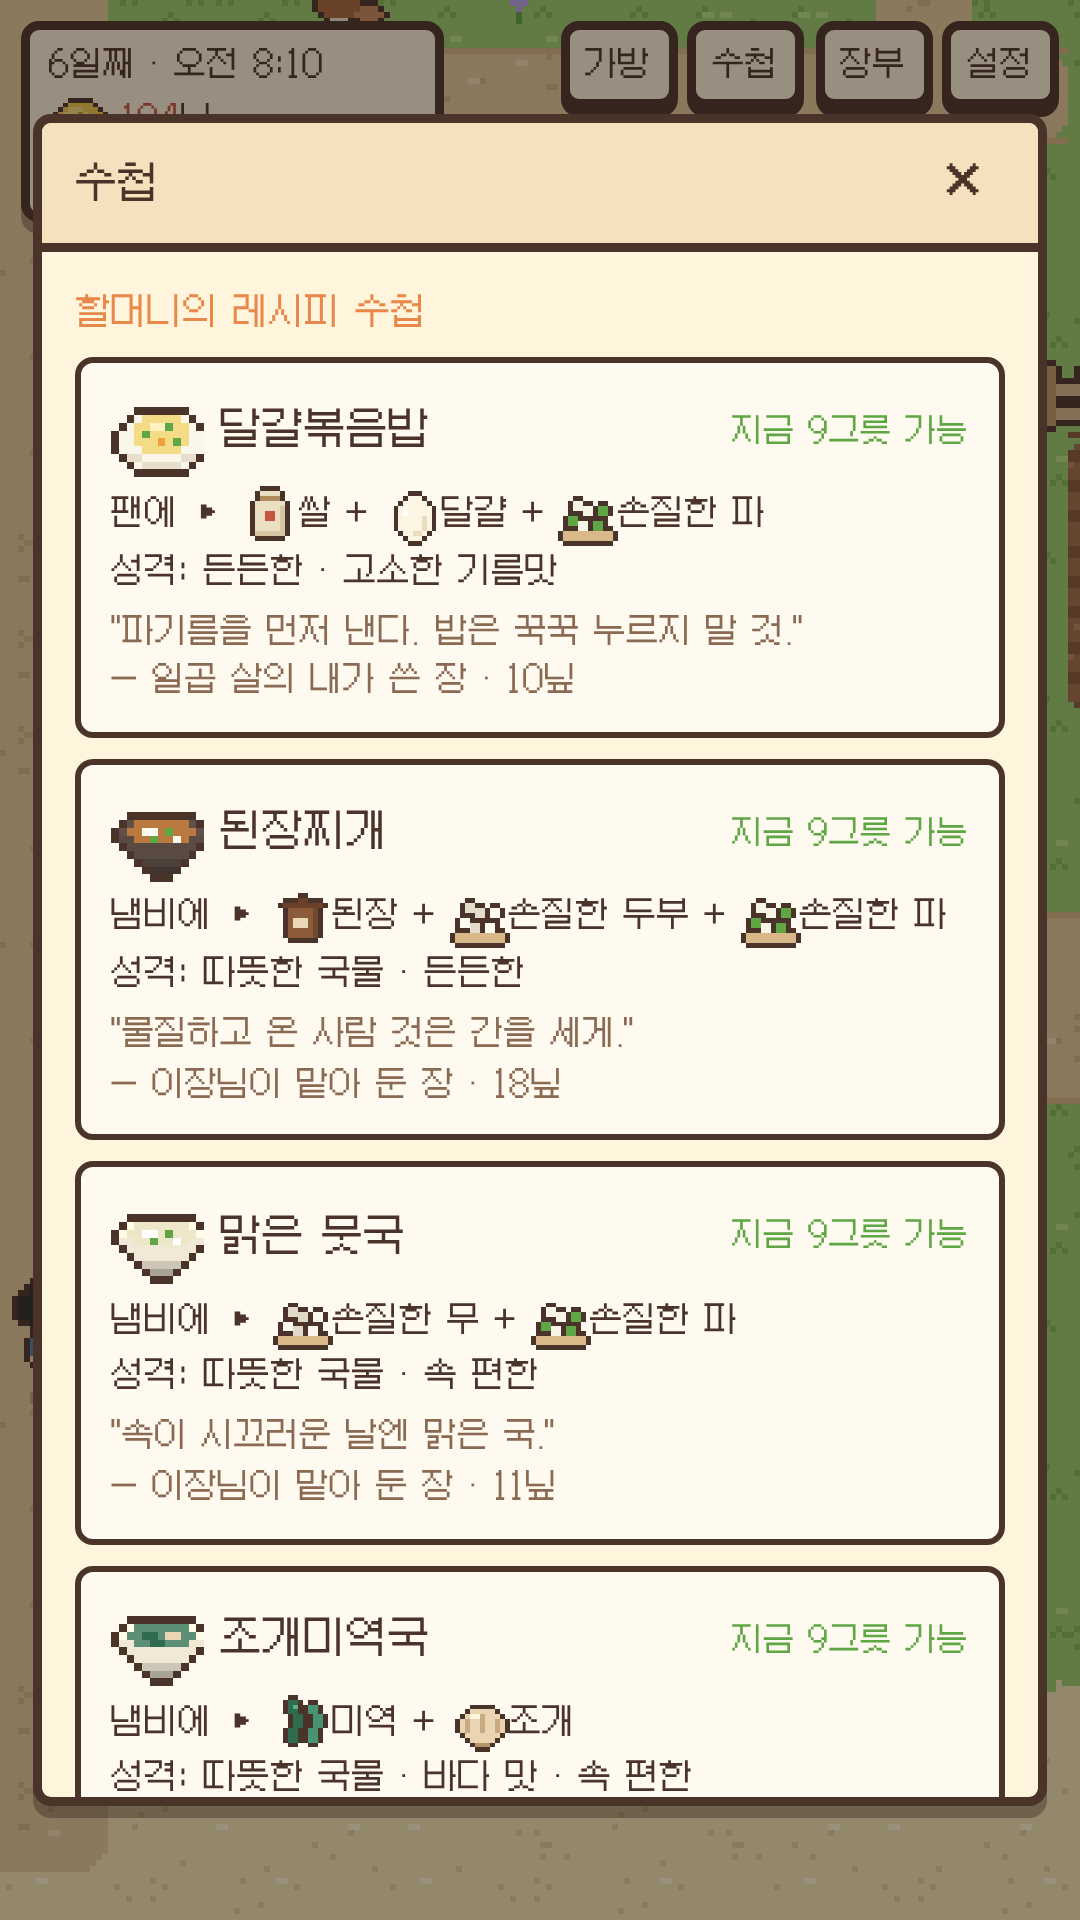 6일째 · 오전 8:10
가방
수첩
장부
설정
수첩
할머니의 레시피 수첩
달걀볶음밥
지금 9그릇 가능
팬에 ▸ 쌀 + 달걀 + 손질한 파
성격: 든든한 · 고소한 기름맛
"파기름을 먼저 낸다. 밥은 꾹꾹 누르지 말 것."
— 일곱 살의 내가 쓴 장 · 10닢
된장찌개
지금 9그릇 가능
냄비에 ▸ 된장 + 손질한 두부 + 손질한 파
성격: 따뜻한 국물 · 든든한
"물질하고 온 사람 것은 간을 세게."
— 이장님이 맡아 둔 장 · 18닢
맑은 뭇국
지금 9그릇 가능
냄비에 ▸ 손질한 무 + 손질한 파
성격: 따뜻한 국물 · 속 편한
"속이 시끄러운 날엔 맑은 국."
— 이장님이 맡아 둔 장 · 11닢
조개미역국
지금 9그릇 가능
냄비에 ▸ 미역 + 조개
성격: 따뜻한 국물 · 바다 맛 · 속 편한